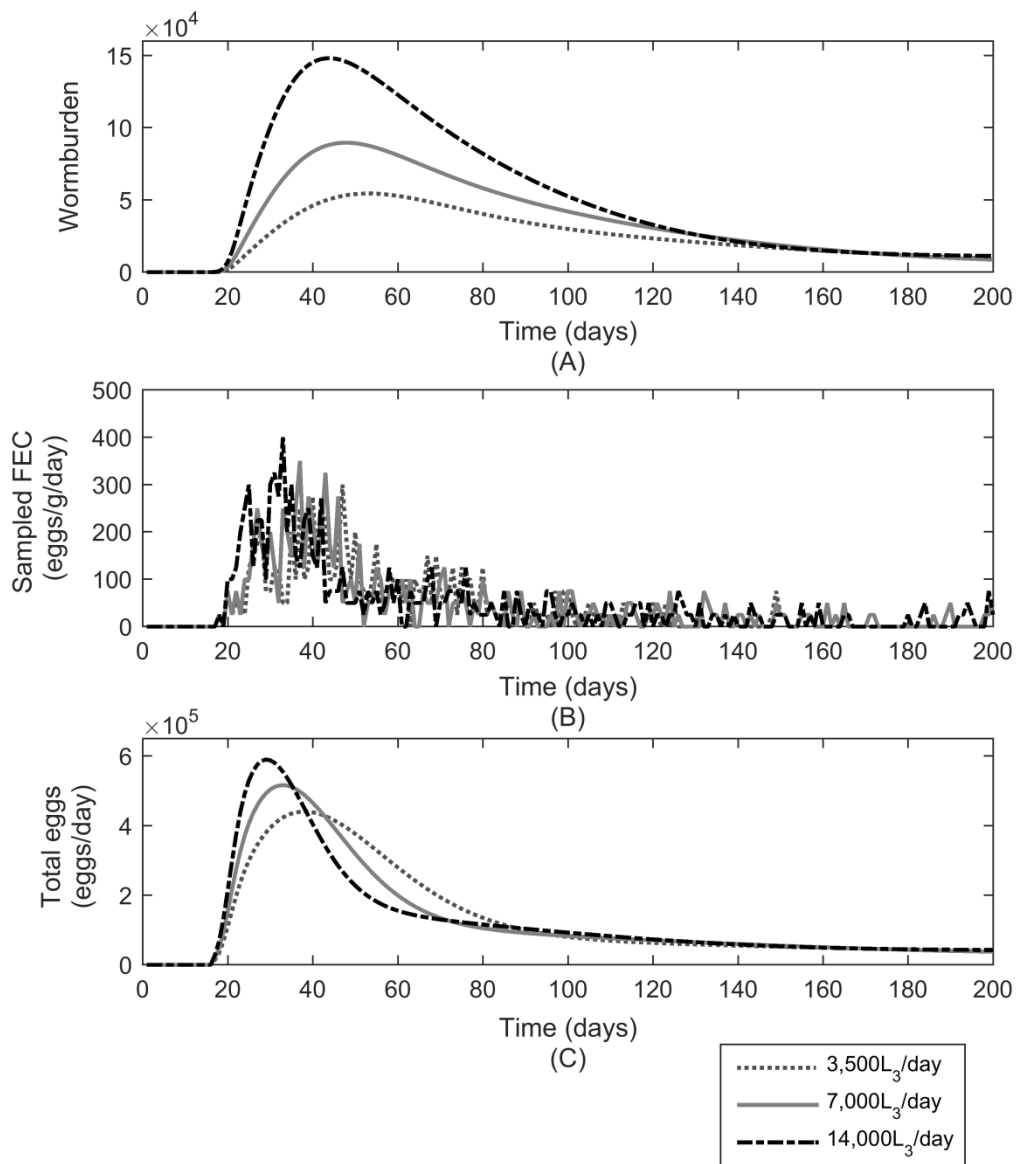 ×10⁴
15
10
5
0
Wormburden
0 20 40 60 80 100 120 140 160 180 200
Time (days)
(A)
500
400
300
200
100
0
Sampled FEC
(eggs/g/day)
0 20 40 60 80 100 120 140 160 180 200
Time (days)
(B)
×10⁵
6
4
2
0
Total eggs
(eggs/day)
0 20 40 60 80 100 120 140 160 180 200
Time (days)
(C)
3,500L₃/day
7,000L₃/day
14,000L₃/day